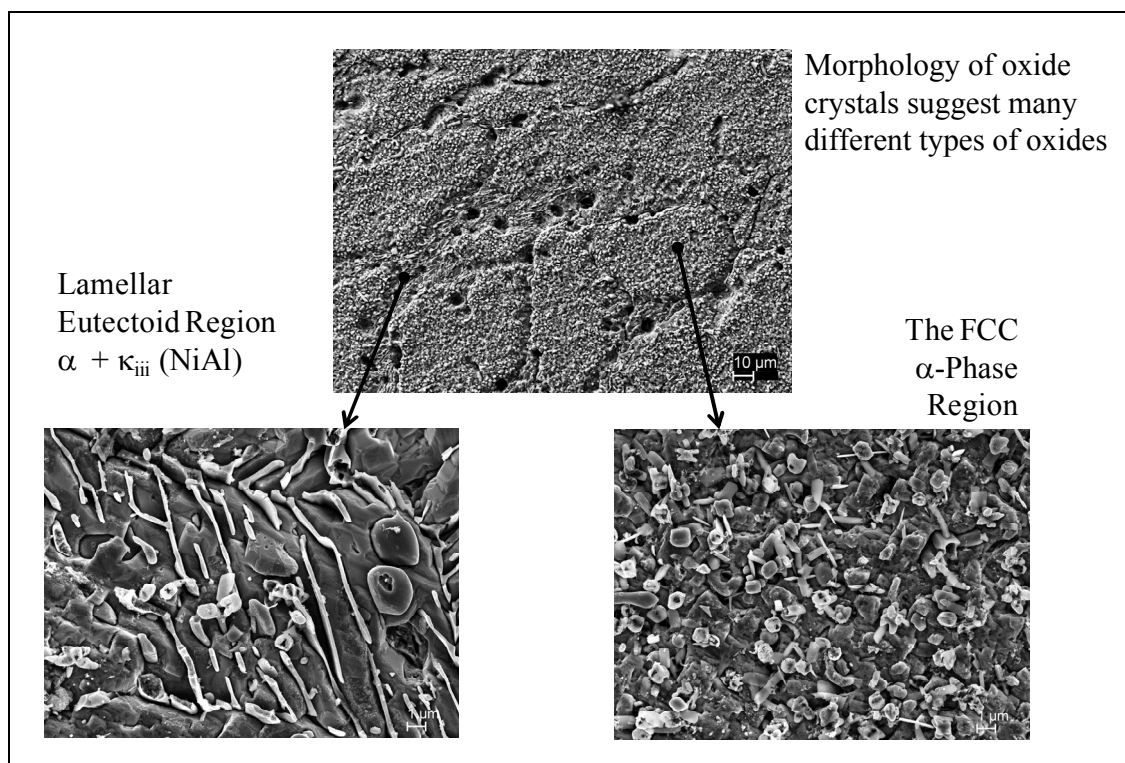 Morphology of oxide
crystals suggest many
different types of oxides
Lamellar
Eutectoid Region
α + κiii (NiAl)
10 µm
The FCC
α-Phase
Region
1 µm
1 µm